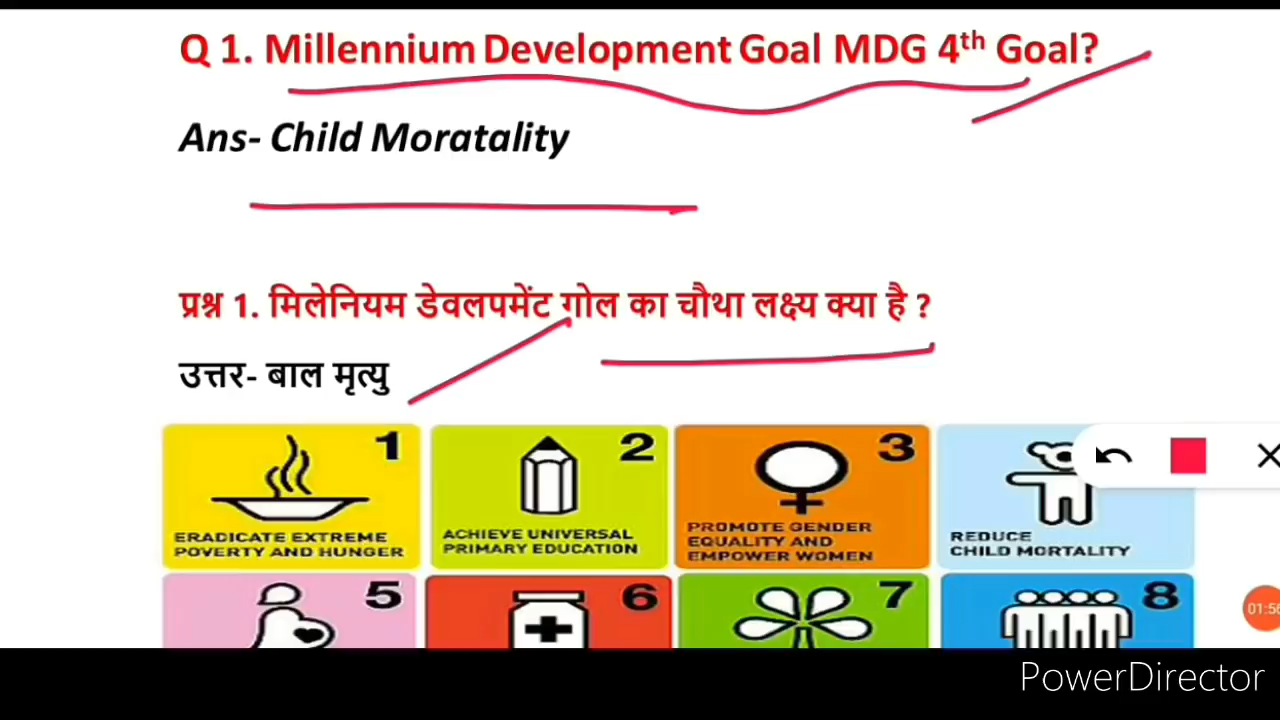 Q 1. Millennium Development Goal MDG 4th Goal?
Ans- Child Moratality
प्रश्न 1. मिलेनियम डेवलपमेंट गोल का चौथा लक्ष्य क्या है ?
उत्तर- बाल मृत्यु
1
ERADICATE EXTREME
POVERTY AND HUNGER
2
ACHIEVE UNIVERSAL
PRIMARY EDUCATION
3
PROMOTE GENDER
EQUALITY AND
EMPOWER WOMEN
REDUCE
CHILD MORTALITY
5
6
7
8
01:56
PowerDirector